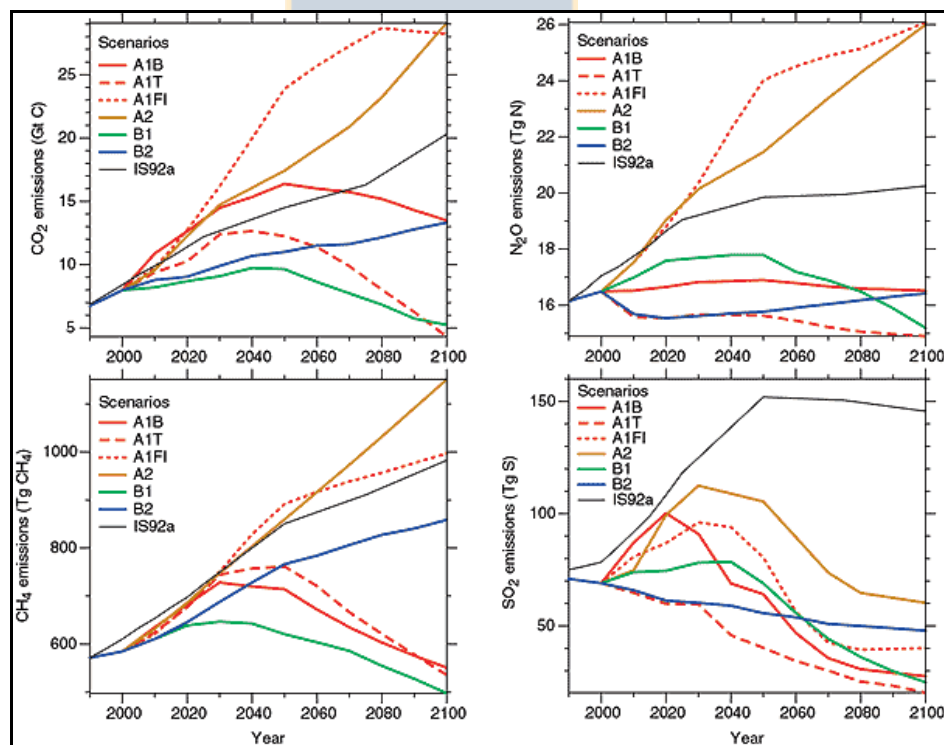 CO₂ emissions (Gt C)
25
20
15
10
5
Scenarios
A1B
A1T
A1FI
A2
B1
B2
IS92a
2000 2020 2040 2060 2080 2100
N₂O emissions (Tg N)
26
24
22
20
18
16
Scenarios
A1B
A1T
A1FI
A2
B1
B2
IS92a
2000 2020 2040 2060 2080 2100
CH₄ emissions (Tg CH₄)
1000
800
600
Scenarios
A1B
A1T
A1FI
A2
B1
B2
IS92a
2000 2020 2040 2060 2080 2100
Year
SO₂ emissions (Tg S)
150
100
50
Scenarios
A1B
A1T
A1FI
A2
B1
B2
IS92a
2000 2020 2040 2060 2080 2100
Year